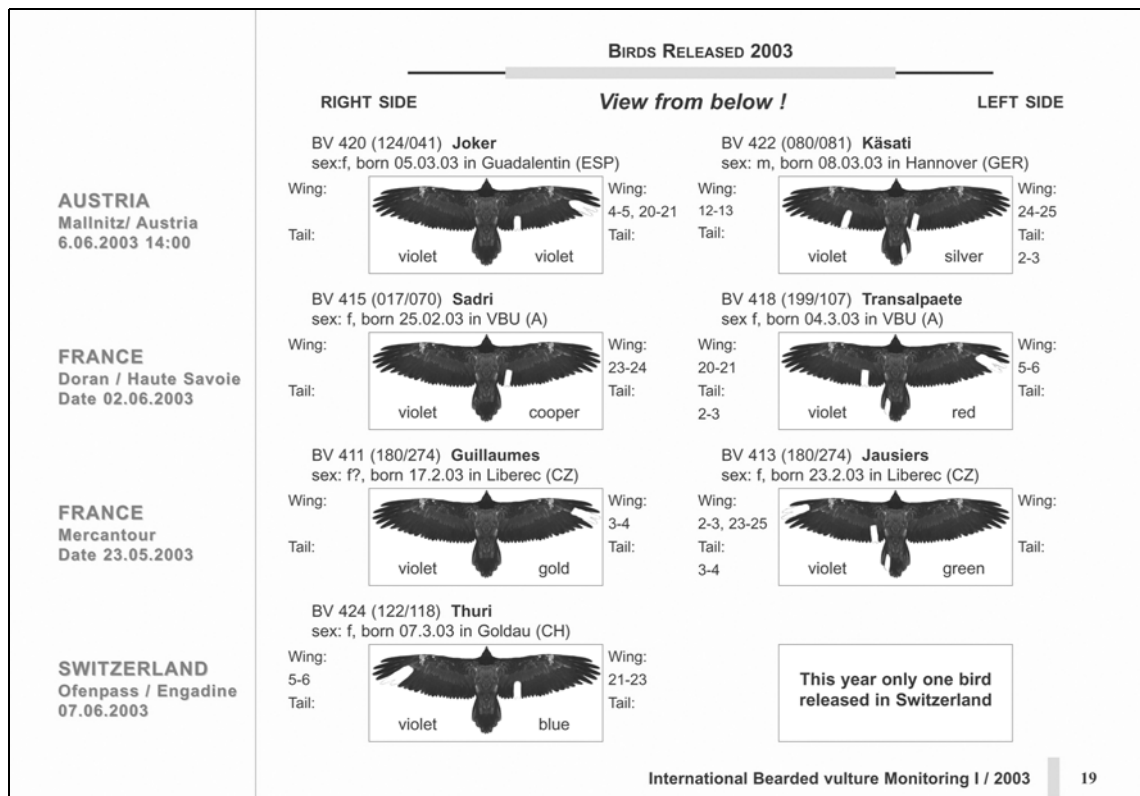 BIRDS RELEASED 2003
RIGHT SIDE View from below ! LEFT SIDE
AUSTRIA
Mallnitz/ Austria
6.06.2003 14:00
BV 420 (124/041) Joker
sex:f, born 05.03.03 in Guadalentin (ESP)
Wing:
Tail:
violet violet
Wing:
4-5, 20-21
Tail:
BV 422 (080/081) Käsati
sex: m, born 08.03.03 in Hannover (GER)
Wing:
12-13
Tail:
violet silver
Wing:
24-25
Tail:
2-3
FRANCE
Doran / Haute Savoie
Date 02.06.2003
BV 415 (017/070) Sadri
sex: f, born 25.02.03 in VBU (A)
Wing:
Tail:
violet cooper
Wing:
23-24
Tail:
BV 418 (199/107) Transalpaete
sex f, born 04.3.03 in VBU (A)
Wing:
20-21
Tail:
2-3
violet red
Wing:
5-6
Tail:
FRANCE
Mercantour
Date 23.05.2003
BV 411 (180/274) Guillaumes
sex: f?, born 17.2.03 in Liberec (CZ)
Wing:
Tail:
violet gold
Wing:
3-4
Tail:
BV 413 (180/274) Jausiers
sex: f, born 23.2.03 in Liberec (CZ)
Wing:
2-3, 23-25
Tail:
3-4
violet green
Wing:
Tail:
SWITZERLAND
Ofenpass / Engadine
07.06.2003
BV 424 (122/118) Thuri
sex: f, born 07.3.03 in Goldau (CH)
Wing:
5-6
Tail:
violet blue
Wing:
21-23
Tail:
This year only one bird
released in Switzerland
International Bearded vulture Monitoring I / 2003 19